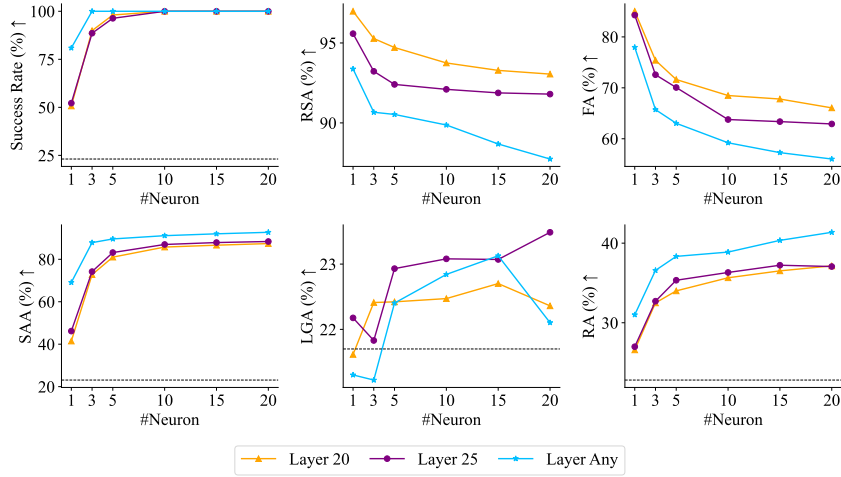 Success Rate (%) ↑
100
75
50
25
1 3 5 10 15 20
#Neuron
RSA (%) ↑
95
90
1 3 5 10 15 20
#Neuron
FA (%) ↑
80
70
60
1 3 5 10 15 20
#Neuron
SAA (%) ↑
80
60
40
20
1 3 5 10 15 20
#Neuron
LGA (%) ↑
23
22
1 3 5 10 15 20
#Neuron
RA (%) ↑
40
30
1 3 5 10 15 20
#Neuron
Layer 20 Layer 25 Layer Any